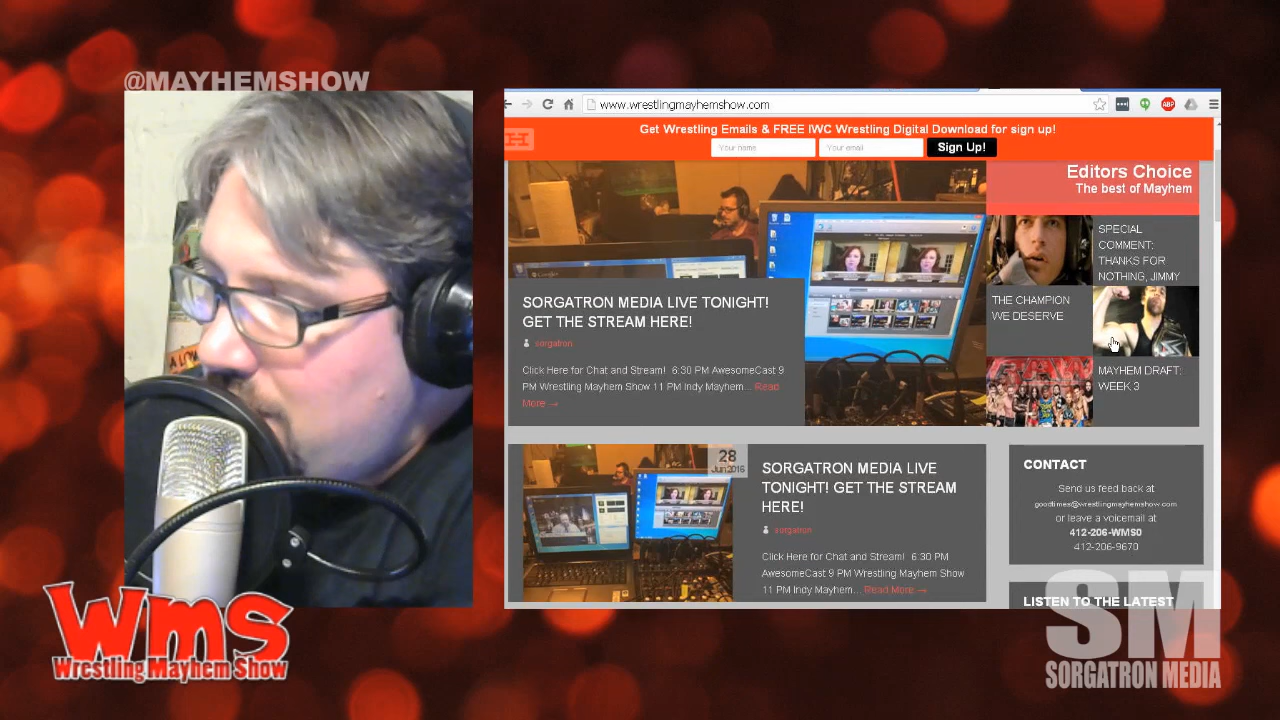 @MAYHEMSHOW
www.wrestlingmayhemshow.com
ABP
Get Wrestling Emails & FREE IWC Wrestling Digital Download for sign up!
Your name
Your email
Sign Up!
Editors Choice
The best of Mayhem
SPECIAL
COMMENT:
THANKS FOR
NOTHING, JIMMY
THE CHAMPION
WE DESERVE
MAYHEM DRAFT:
WEEK 3
SORGATRON MEDIA LIVE TONIGHT!
GET THE STREAM HERE!
sorgatron
Click Here for Chat and Stream! 6:30 PM AwesomeCast 9
PM Wrestling Mayhem Show 11 PM Indy Mayhem... Read
More →
28
Jun 2016
SORGATRON MEDIA LIVE
TONIGHT! GET THE STREAM
HERE!
sorgatron
Click Here for Chat and Stream! 6:30 PM
AwesomeCast 9 PM Wrestling Mayhem Show
11 PM Indy Mayhem... Read More →
CONTACT
Send us feed back at
goodtimes@wrestlingmayhemshow.com
or leave a voicemail at
412-206-WMS0
412-206-9670
LISTEN TO THE LATEST
WMS
Wrestling Mayhem Show
SM
SORGATRON MEDIA